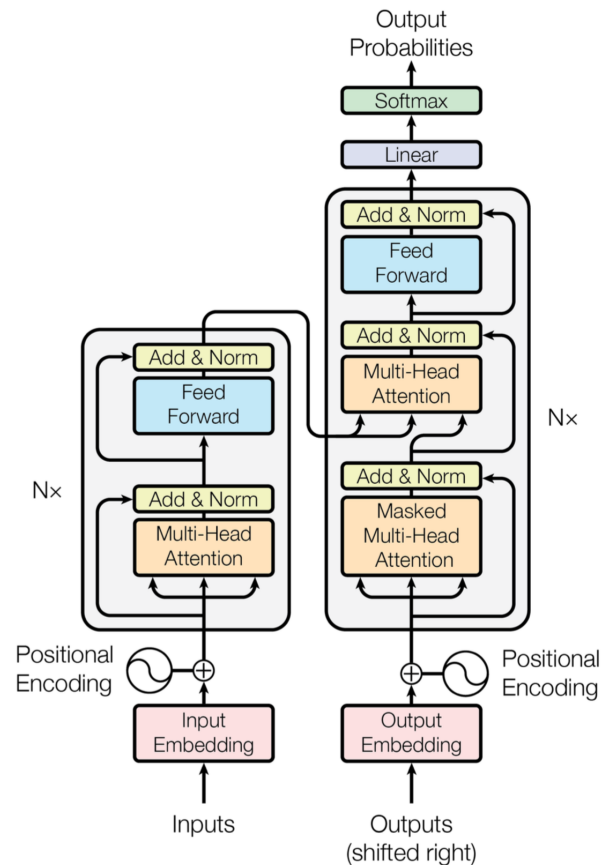 Output
Probabilities
Softmax
Linear
Add & Norm
Feed
Forward
Add & Norm
Multi-Head
Attention
Add & Norm
Masked
Multi-Head
Attention
N×
Add & Norm
Feed
Forward
Add & Norm
Multi-Head
Attention
N×
Positional
Encoding
Positional
Encoding
Input
Embedding
Output
Embedding
Inputs
Outputs
(shifted right)